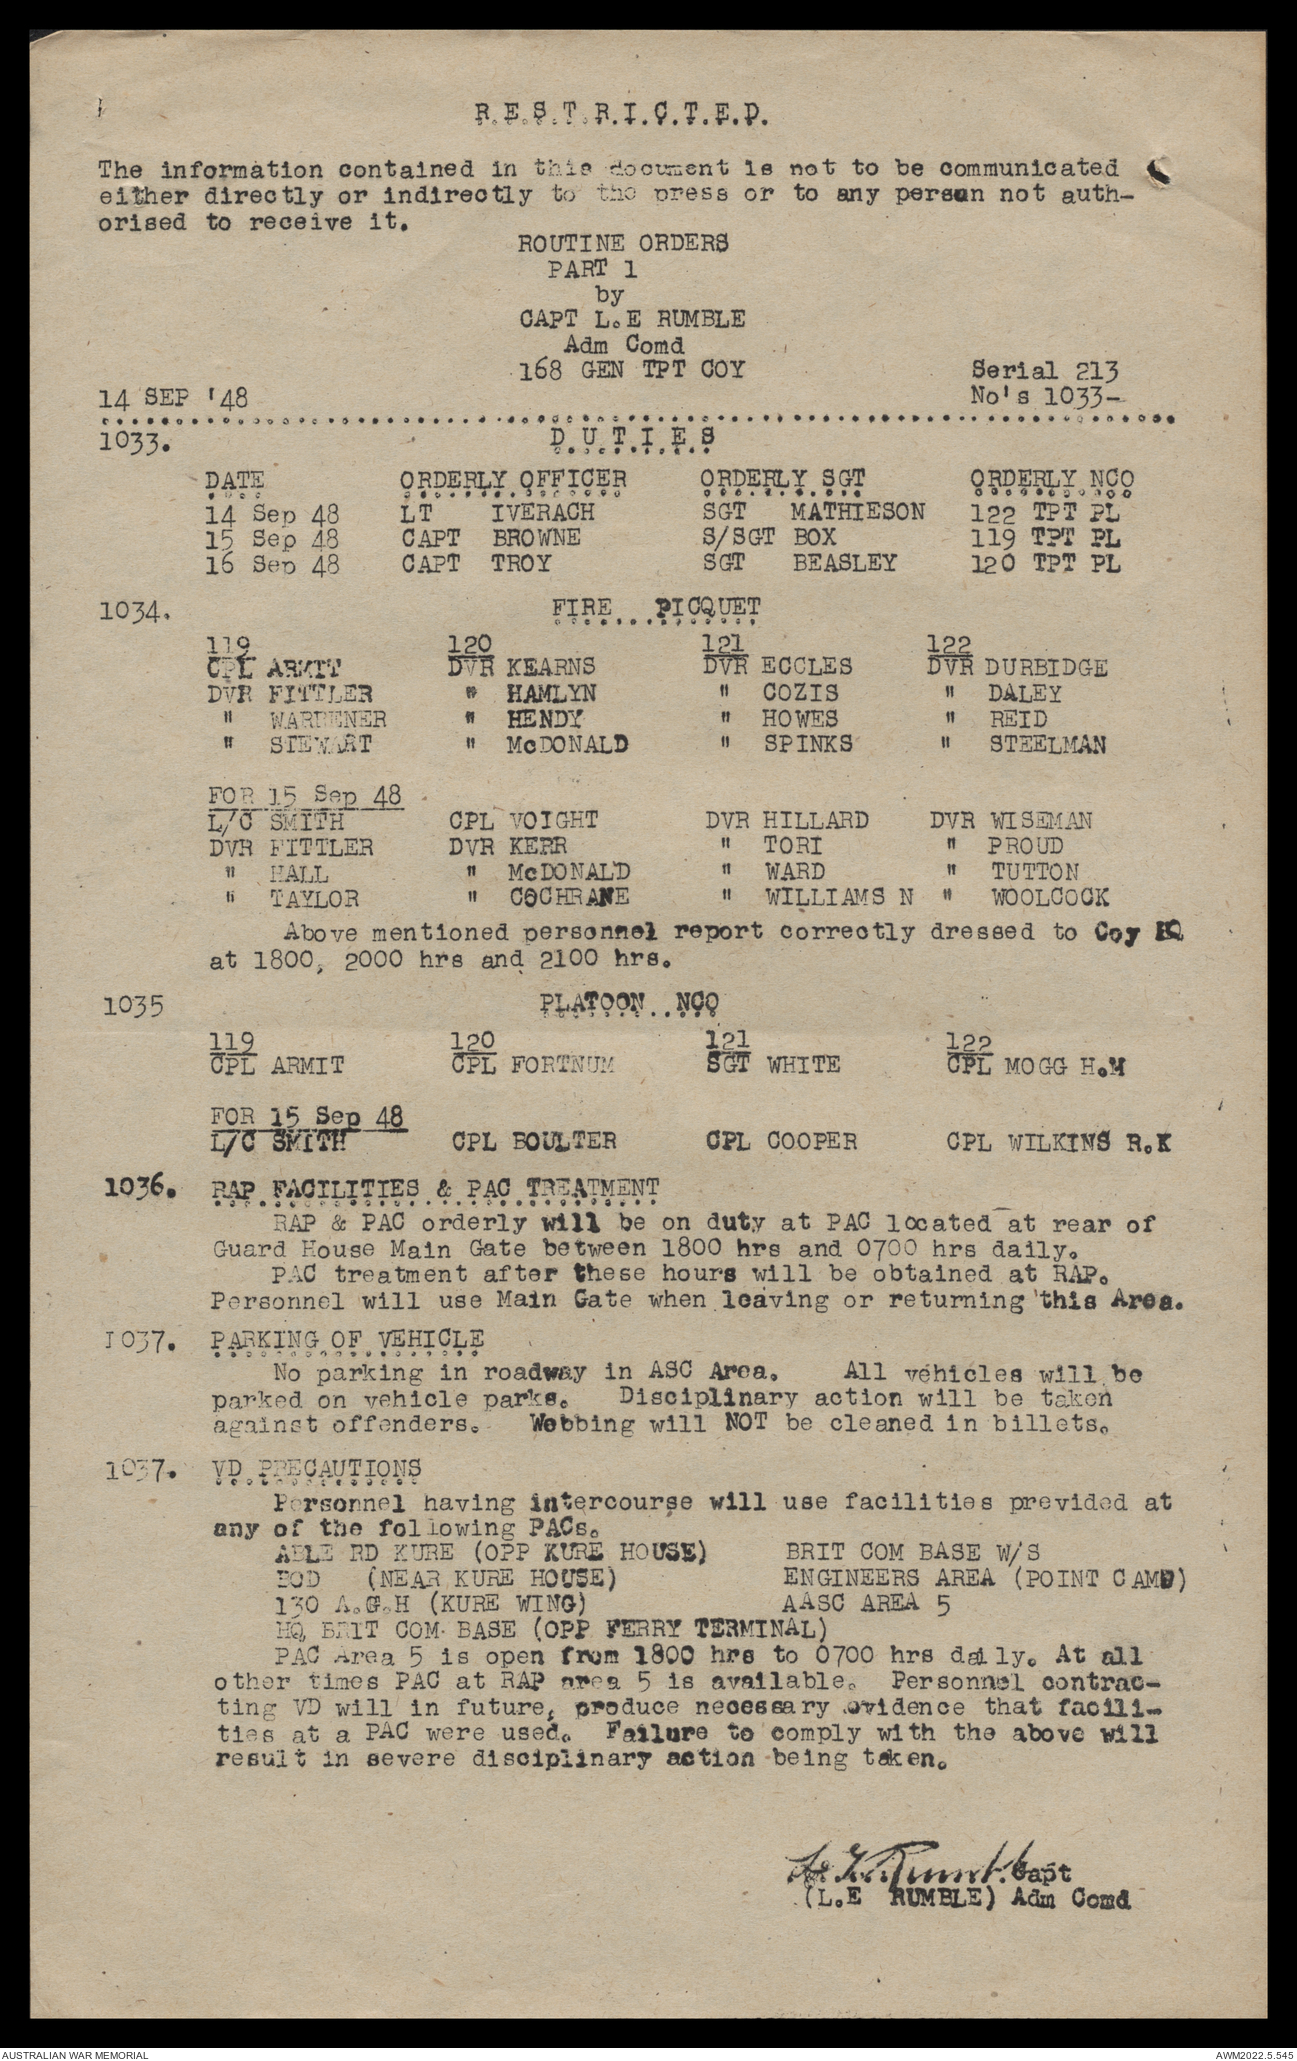 R.E.S.T.R.I.C.T.E.D.
The information contained in this document is not to be communicated
either directly or indirectly to the press or to any person not auth-
orised to receive it.
ROUTINE ORDERS
PART 1
by
CAPT L.E RUMBLE
Adm Comd
168 GEN TPT COY Serial 213
14 SEP '48 No's 1033-
1033. D.U.T.I.E.S
DATE ORDERLY OFFICER ORDERLY SGT ORDERLY NCO
14 Sep 48 LT IVERACH SGT MATHIESON 122 TPT PL
15 Sep 48 CAPT BROWNE S/SGT BOX 119 TPT PL
16 Sep 48 CAPT TROY SGT BEASLEY 120 TPT PL
1034. FIRE PICQUET
119 120 121 122
CPL ARMIT DVR KEARNS DVR ECCLES DVR DURBIDGE
DVR FITTLER " HAMLYN " COZIS " DALEY
" WARRENER " HENDY " HOWES " REID
" STEWART " McDONALD " SPINKS " STEELMAN
FOR 15 Sep 48
L/C SMITH CPL VOIGHT DVR HILLARD DVR WISEMAN
DVR FITTLER DVR KERR " TORI " PROUD
" HALL " McDONALD " WARD " TUTTON
" TAYLOR " COCHRANE " WILLIAMS N " WOOLCOCK
Above mentioned personnel report correctly dressed to Coy HQ
at 1800, 2000 hrs and 2100 hrs.
1035 PLATOON NCO
119 120 121 122
CPL ARMIT CPL FORTNUM SGT WHITE CPL MOGG H.M
FOR 15 Sep 48
L/C SMITH CPL BOULTER CPL COOPER CPL WILKINS R.K
1036. RAP FACILITIES & PAC TREATMENT
RAP & PAC orderly will be on duty at PAC located at rear of
Guard House Main Gate between 1800 hrs and 0700 hrs daily.
PAC treatment after these hours will be obtained at RAP.
Personnel will use Main Gate when leaving or returning this Area.
1037. PARKING OF VEHICLE
No parking in roadway in ASC Area. All vehicles will be
parked on vehicle parks. Disciplinary action will be taken
against offenders. Webbing will NOT be cleaned in billets.
1037. VD PRECAUTIONS
Personnel having intercourse will use facilities previded at
any of the following PACs.
ABLE RD KURE (OPP KURE HOUSE) BRIT COM BASE W/S
BOD (NEAR KURE HOUSE) ENGINEERS AREA (POINT CAMP)
130 A.G.H (KURE WING) AASC AREA 5
HQ BRIT COM BASE (OPP FERRY TERMINAL)
PAC Area 5 is open from 1800 hrs to 0700 hrs daily. At all
other times PAC at RAP area 5 is available. Personnel contrac-
ting VD will in future, produce necessary evidence that facili-
ties at a PAC were used. Failure to comply with the above will
result in severe disciplinary action being taken.
L.E. Rumble Capt
(L.E RUMBLE) Adm Comd
AUSTRALIAN WAR MEMORIAL AWM2022.5.545